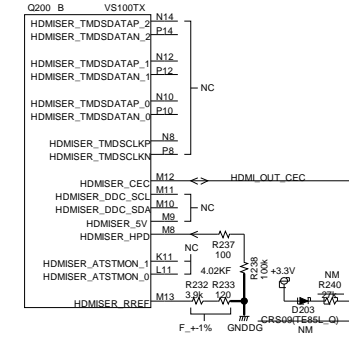 Q200 B VS100TX
HDMISER_TMDSDATAP_2 N14
HDMISER_TMDSDATAN_2 P14
HDMISER_TMDSDATAP_1 N12
HDMISER_TMDSDATAN_1 P12
NC
HDMISER_TMDSDATAP_0 N10
HDMISER_TMDSDATAN_0 P10
HDMISER_TMDSCLKP N8
HDMISER_TMDSCLKN P8
HDMISER_CEC M12 HDMI_OUT_CEC
HDMISER_DDC_SCL M11
HDMISER_DDC_SDA M10 NC
HDMISER_5V M9
HDMISER_HPD M8
R237
100
NC
HDMISER_ATSTMON_1 K11
HDMISER_ATSTMON_0 L11
R238
100k
4.02KF
+3.3V
NM
R232 R233
R240
27k
HDMISER_RREF M13 3.9k 120
D203
F_+-1% GNDDG
CRS09(TE85L_Q)
NM